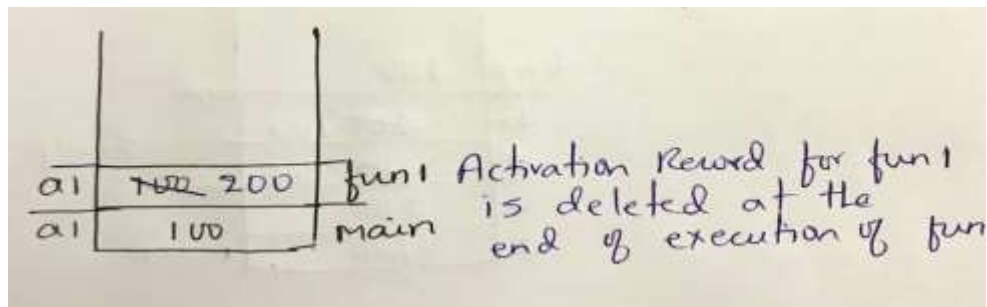 a1 200 fun1
a1 100 main
Activation Record for fun1
is deleted at the
end of execution of fun